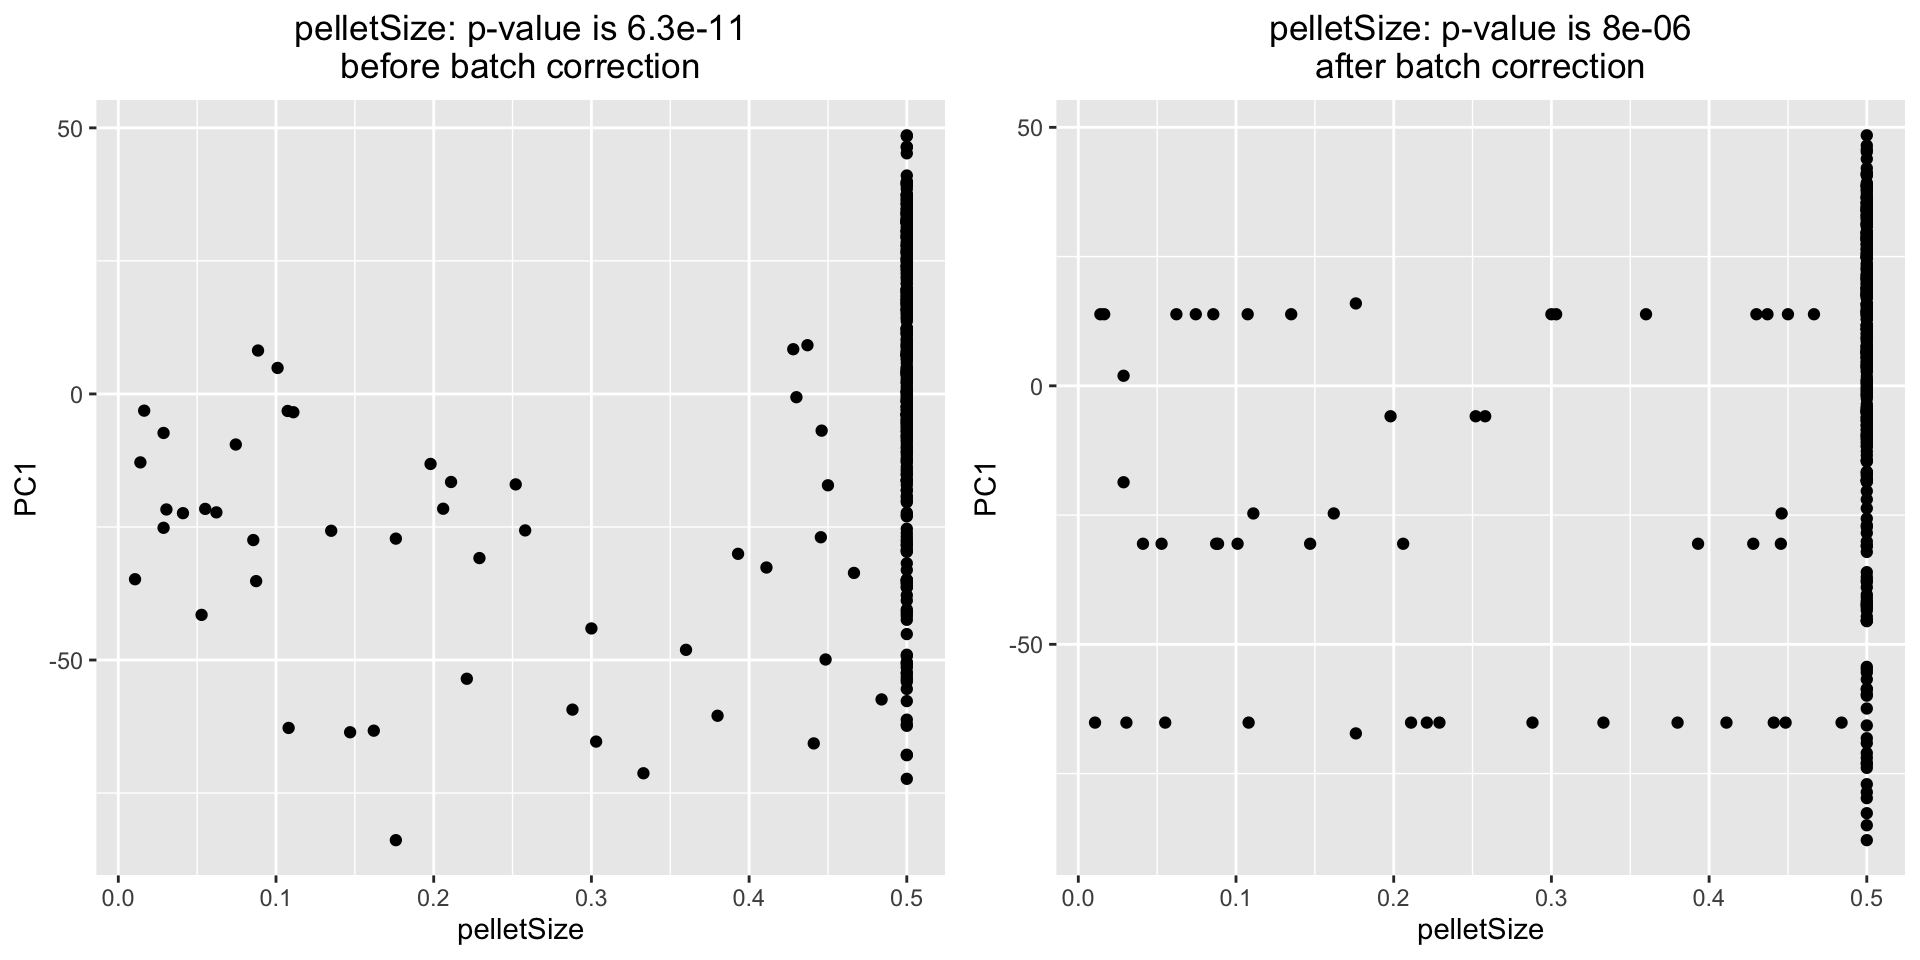 pelletSize: p-value is 6.3e-11
before batch correction
50
0
-50
PC1
0.0 0.1 0.2 0.3 0.4 0.5
pelletSize
pelletSize: p-value is 8e-06
after batch correction
50
0
-50
PC1
0.0 0.1 0.2 0.3 0.4 0.5
pelletSize